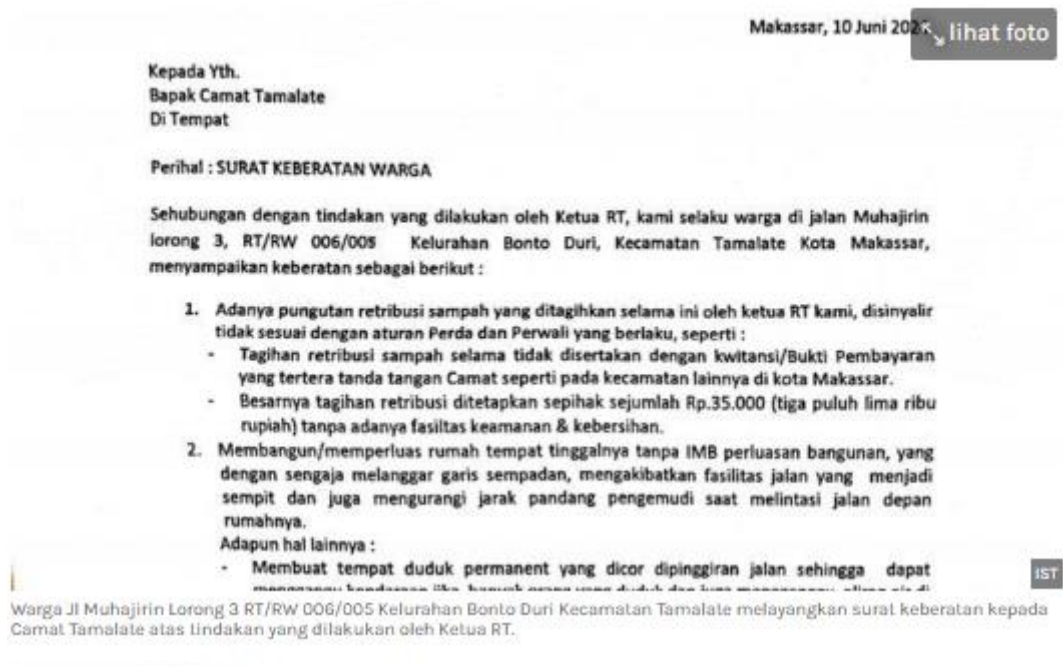 Makassar, 10 Juni 202
lihat foto
Kepada Yth.
Bapak Camat Tamalate
Di Tempat
Perihal : SURAT KEBERATAN WARGA
Sehubungan dengan tindakan yang dilakukan oleh Ketua RT, kami selaku warga di jalan Muhajirin
lorong 3, RT/RW 006/005 Kelurahan Bonto Duri, Kecamatan Tamalate Kota Makassar,
menyampaikan keberatan sebagai berikut :
1. Adanya pungutan retribusi sampah yang ditagihkan selama ini oleh ketua RT kami, disinyalir
tidak sesuai dengan aturan Perda dan Perwali yang berlaku, seperti :
- Tagihan retribusi sampah selama tidak disertakan dengan kwitansi/Bukti Pembayaran
yang tertera tanda tangan Camat seperti pada kecamatan lainnya di kota Makassar.
- Besarnya tagihan retribusi ditetapkan sepihak sejumlah Rp.35.000 (tiga puluh lima ribu
rupiah) tanpa adanya fasiltas keamanan & kebersihan.
2. Membangun/memperluas rumah tempat tinggalnya tanpa IMB perluasan bangunan, yang
dengan sengaja melanggar garis sempadan, mengakibatkan fasilitas jalan yang menjadi
sempit dan juga mengurangi jarak pandang pengemudi saat melintasi jalan depan
rumahnya.
Adapun hal lainnya :
- Membuat tempat duduk permanent yang dicor dipinggiran jalan sehingga dapat
IST
Warga Jl Muhajirin Lorong 3 RT/RW 006/005 Kelurahan Bonto Duri Kecamatan Tamalate melayangkan surat keberatan kepada
Camat Tamalate atas tindakan yang dilakukan oleh Ketua RT.